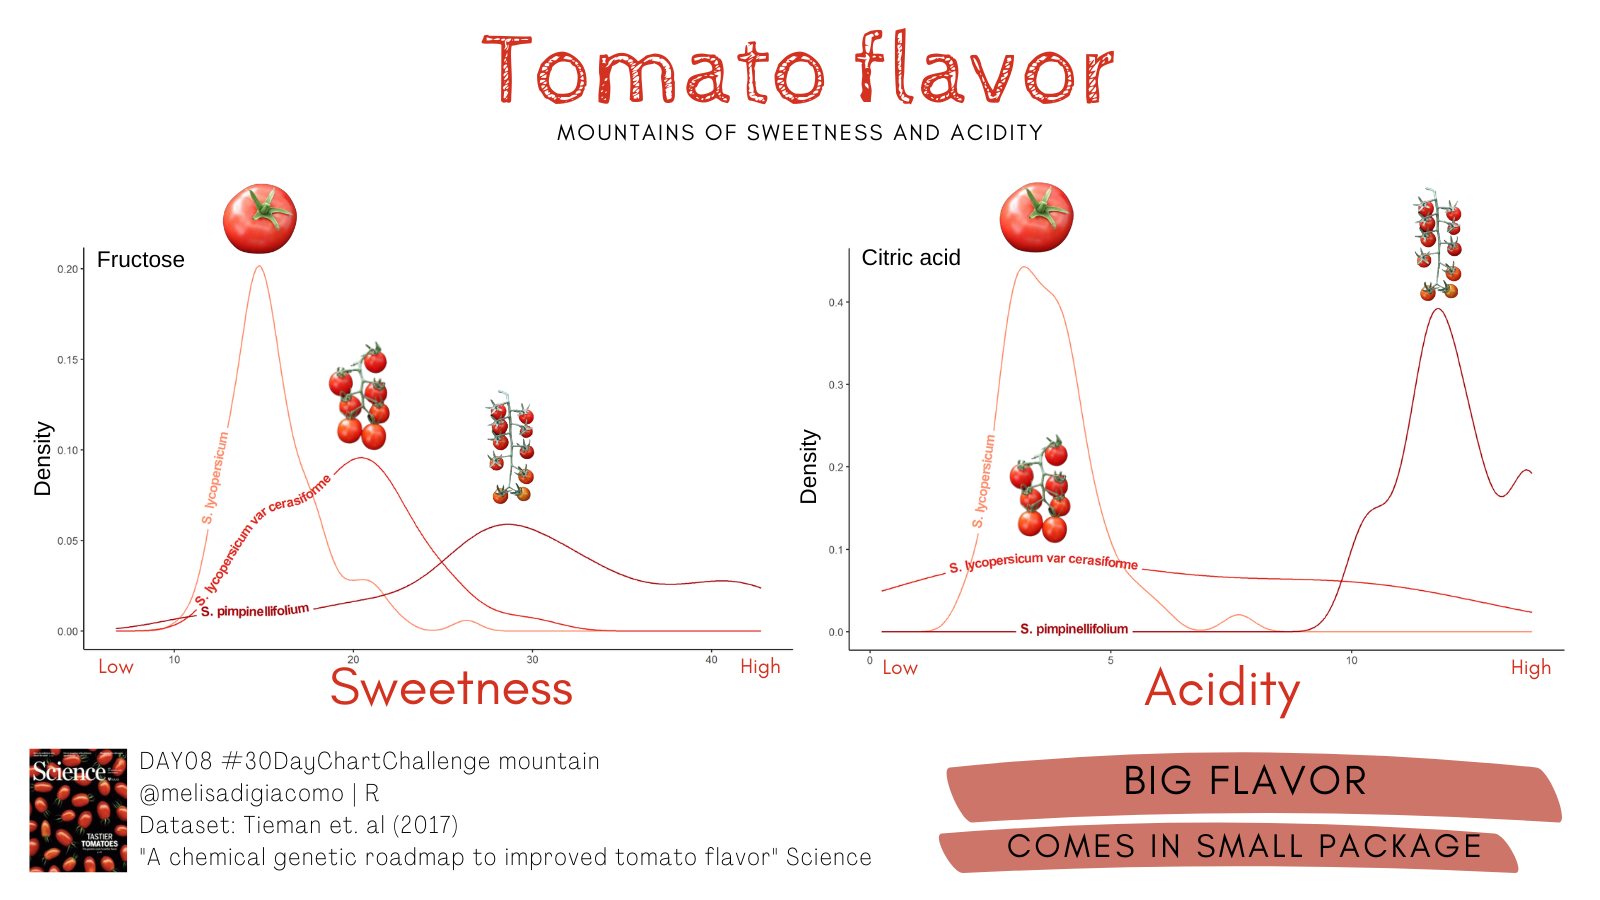 Tomato flavor
MOUNTAINS OF SWEETNESS AND ACIDITY
Fructose
Density
0.20
0.15
0.10
0.05
0.00
S. lycopersicum
S. lycopersicum var cerasiforme
S. pimpinellifolium
10
20
30
40
Low
High
Sweetness
Citric acid
Density
0.4
0.3
0.2
0.1
0.0
S. lycopersicum
S. lycopersicum var cerasiforme
S. pimpinellifolium
0
5
10
Low
High
Acidity
Science
TASTIER
TOMATOES
DAY08 #30DayChartChallenge mountain
@melisadigiacomo | R
Dataset: Tieman et. al (2017)
"A chemical genetic roadmap to improved tomato flavor" Science
BIG FLAVOR
COMES IN SMALL PACKAGE